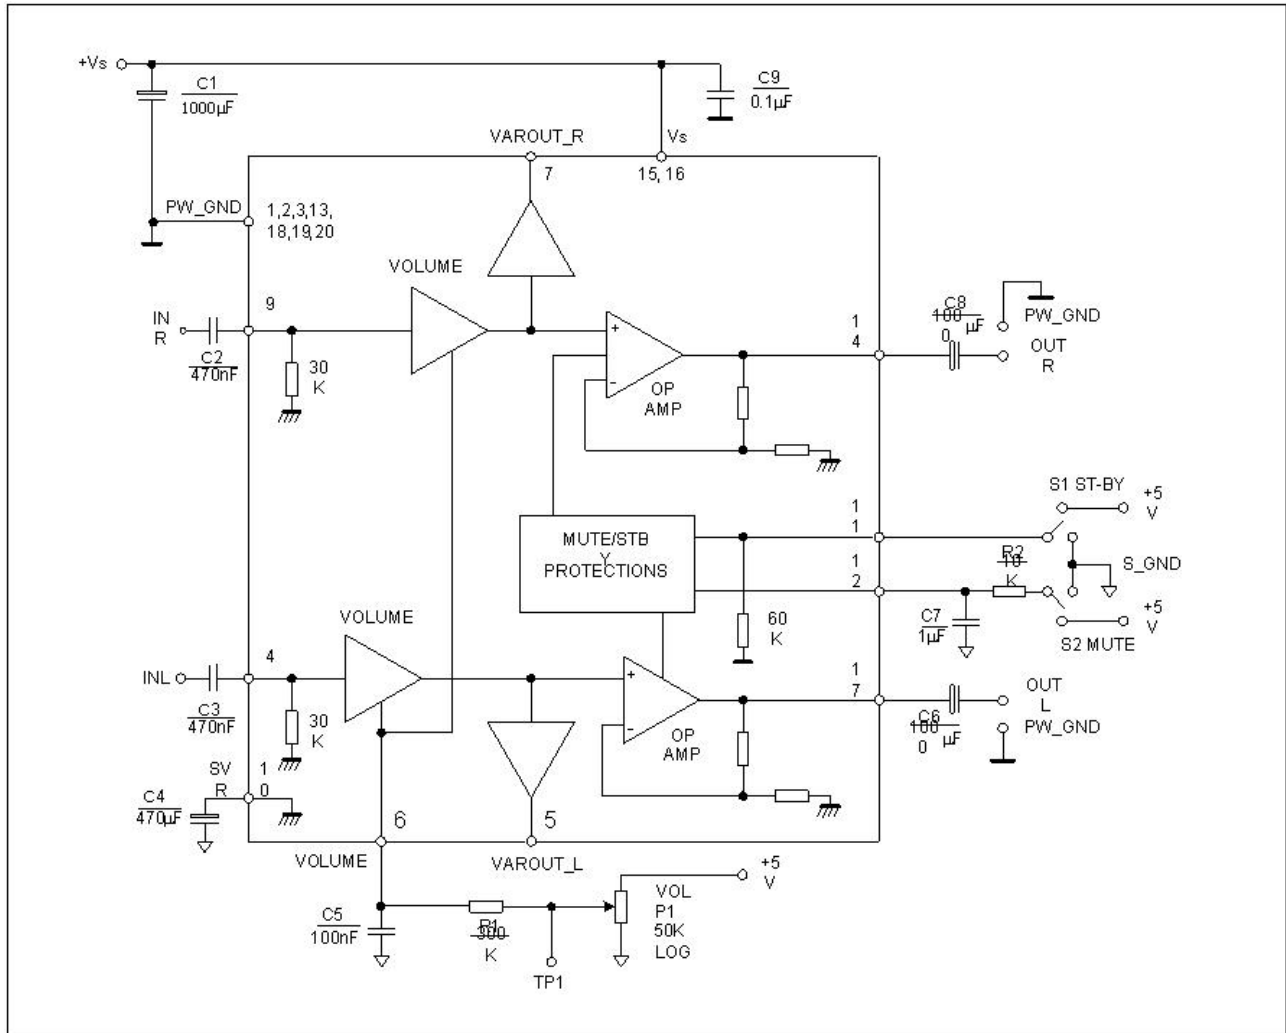 +Vs
C1
1000µF
C9
0.1µF
VAROUT_R
Vs
7
15, 16
PW_GND
1,2,3,13,
18,19,20
VOLUME
IN
R
9
C2
470nF
30
K
+
-
OP
AMP
1
4
C8
100
0
µF
PW_GND
OUT
R
S1 ST-BY
+5
V
1
1
MUTE/STB
Y
PROTECTIONS
1
2
R2
10
K
S_GND
C7
1µF
+5
V
S2 MUTE
60
K
VOLUME
INL
4
C3
470nF
30
K
+
-
OP
AMP
1
7
C6
100
0
µF
OUT
L
PW_GND
SV
R
1
0
C4
470µF
6
5
VOLUME
VAROUT_L
+5
V
C5
100nF
R1
300
K
VOL
P1
50K
LOG
TP1